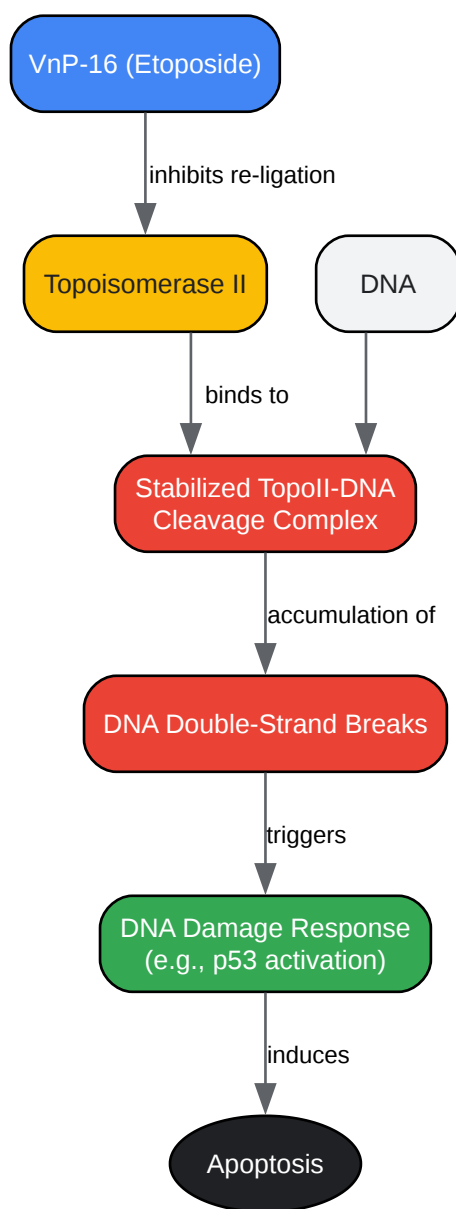 VnP-16 (Etoposide)
inhibits re-ligation
Topoisomerase II
DNA
binds to
Stabilized TopoII-DNA
Cleavage Complex
accumulation of
DNA Double-Strand Breaks
triggers
DNA Damage Response
(e.g., p53 activation)
induces
Apoptosis